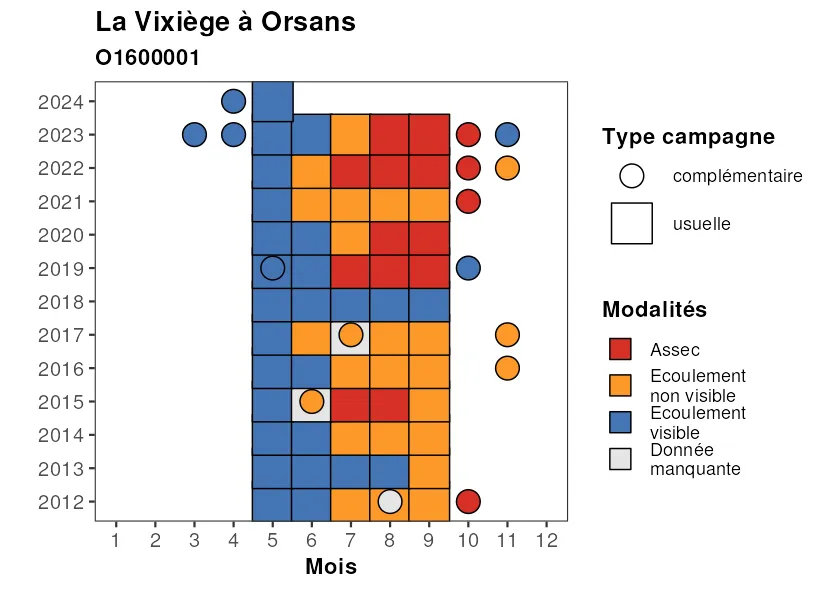 La Vixiège à Orsans
O1600001
2024
2023
2022
2021
2020
2019
2018
2017
2016
2015
2014
2013
2012
1 2 3 4 5 6 7 8 9 10 11 12
Mois
Type campagne
complémentaire
usuelle
Modalités
Assec
Ecoulement
non visible
Ecoulement
visible
Donnée
manquante